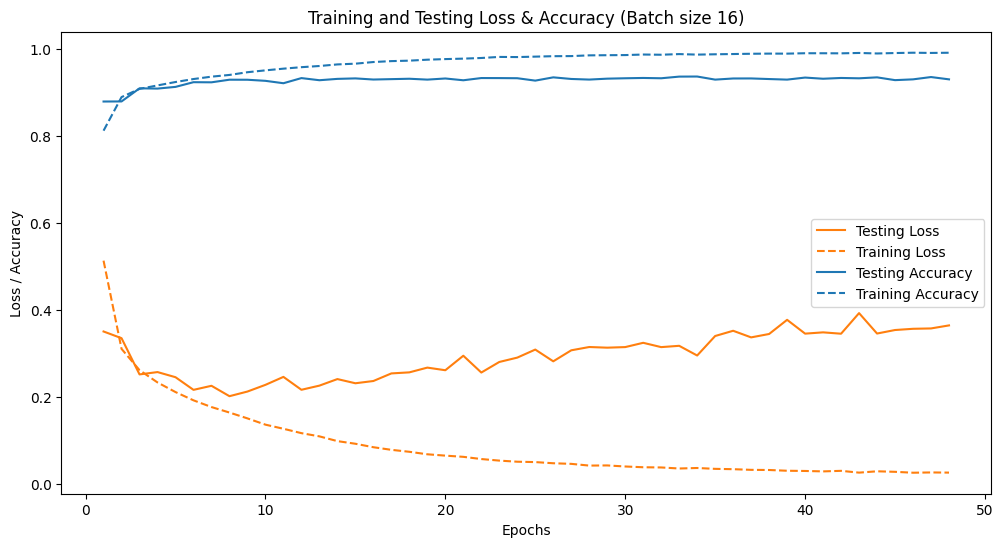 Training and Testing Loss & Accuracy (Batch size 16)
Loss / Accuracy
1.0
0.8
0.6
0.4
0.2
0.0
Testing Loss
Training Loss
Testing Accuracy
Training Accuracy
0 10 20 30 40 50
Epochs